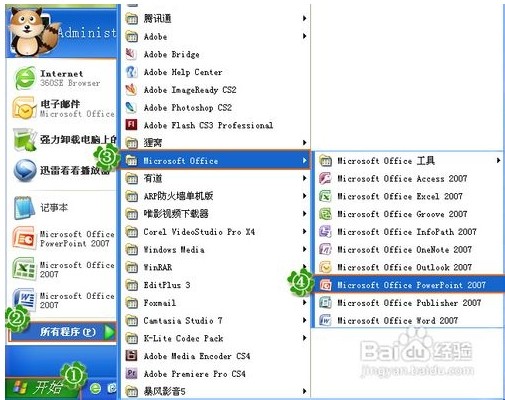 Administ
Internet
360SE Browser
电子邮件
Microsoft Office
强力卸载电脑上的
迅雷看看播放器
记事本
Microsoft Office
PowerPoint 2007
Microsoft Office
2007
Microsoft Office
2007
②
所有程序(P)
①
开始
腾讯通
Adobe
Adobe Bridge
Adobe Help Center
Adobe ImageReady CS2
Adobe Photoshop CS2
Adobe Flash CS3 Professional
狸窝
③
Microsoft Office
有道
ARP防火墙单机版
唯影视频下载器
Corel VideoStudio Pro X4
Windows Media
WinRAR
EditPlus 3
Foxmail
Camtasia Studio 7
K-Lite Codec Pack
Adobe Media Encoder CS4
Adobe Premiere Pro CS4
暴风影音5
Microsoft Office 工具
Microsoft Office Access 2007
Microsoft Office Excel 2007
Microsoft Office Groove 2007
Microsoft Office InfoPath 2007
Microsoft Office OneNote 2007
Microsoft Office Outlook 2007
④
Microsoft Office PowerPoint 2007
Microsoft Office Publisher 2007
Microsoft Office Word 2007
Baidu经验
jingyan.baidu.com